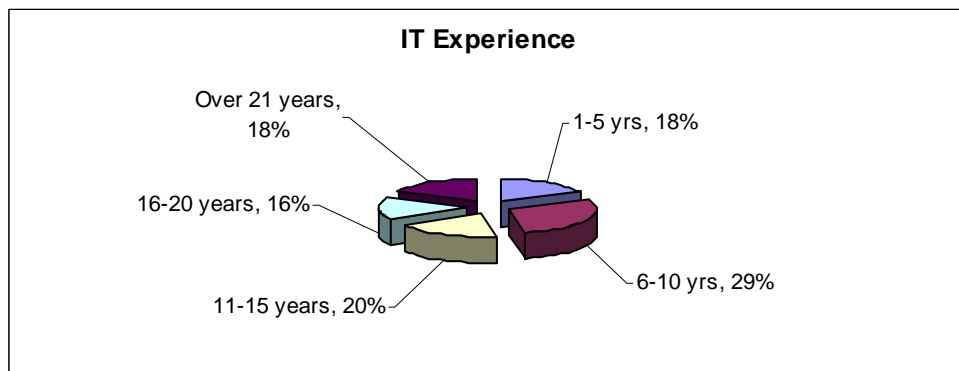 IT Experience
Over 21 years,
18%
1-5 yrs, 18%
16-20 years, 16%
6-10 yrs, 29%
11-15 years, 20%